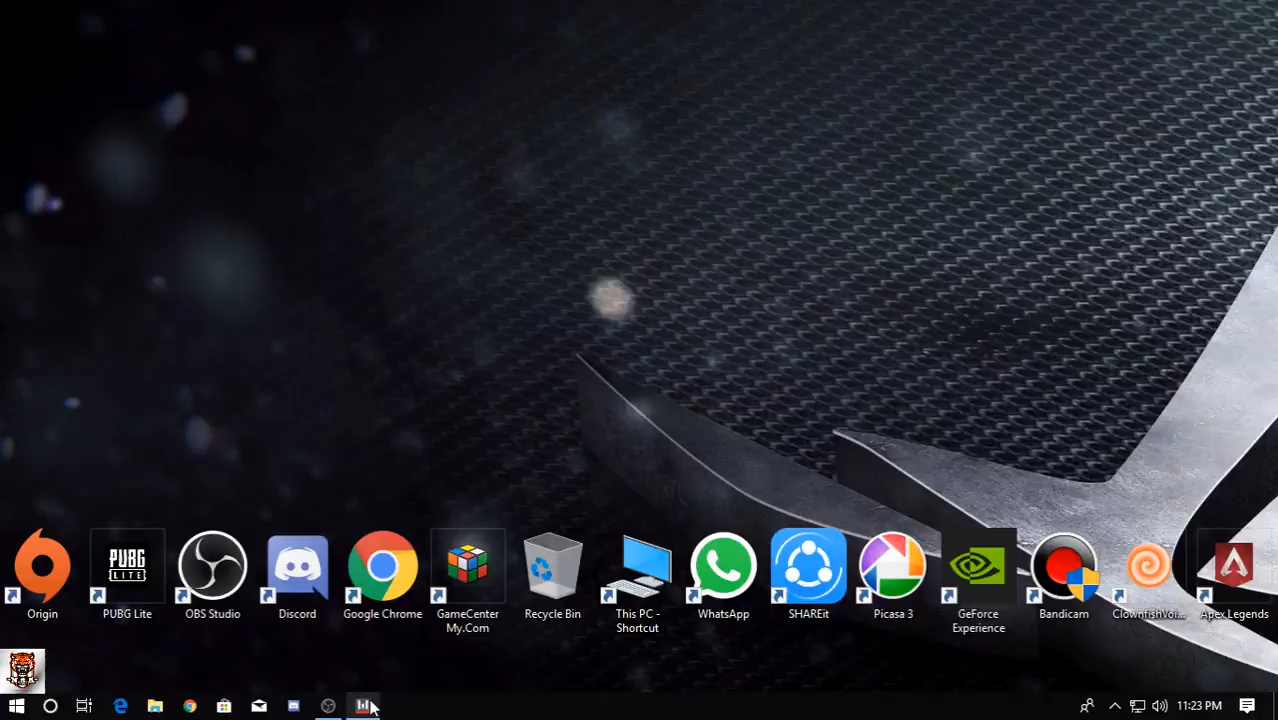 PUBG
LITE
Origin
PUBG Lite
OBS Studio
Discord
Google Chrome
GameCenter
My.Com
Recycle Bin
This PC -
Shortcut
WhatsApp
SHAREit
Picasa 3
GeForce
Experience
Bandicam
ClownfishVoi...
Apex Legends
11:23 PM